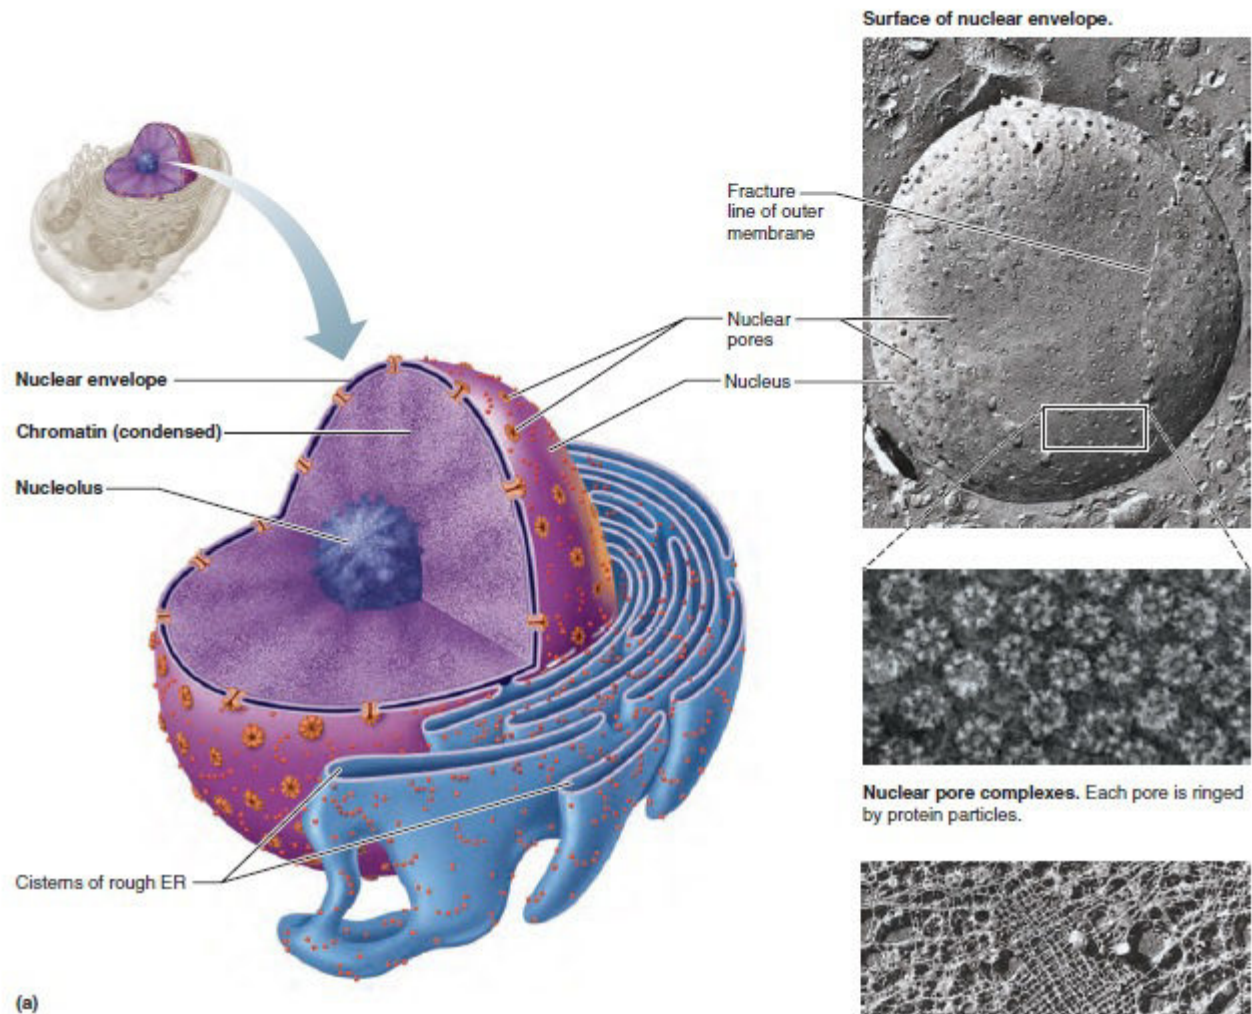 Surface of nuclear envelope.
Fracture
line of outer
membrane
Nuclear
pores
Nucleus
Nuclear envelope
Chromatin (condensed)
Nucleolus
Nuclear pore complexes. Each pore is ringed
by protein particles.
Cisterns of rough ER
(a)